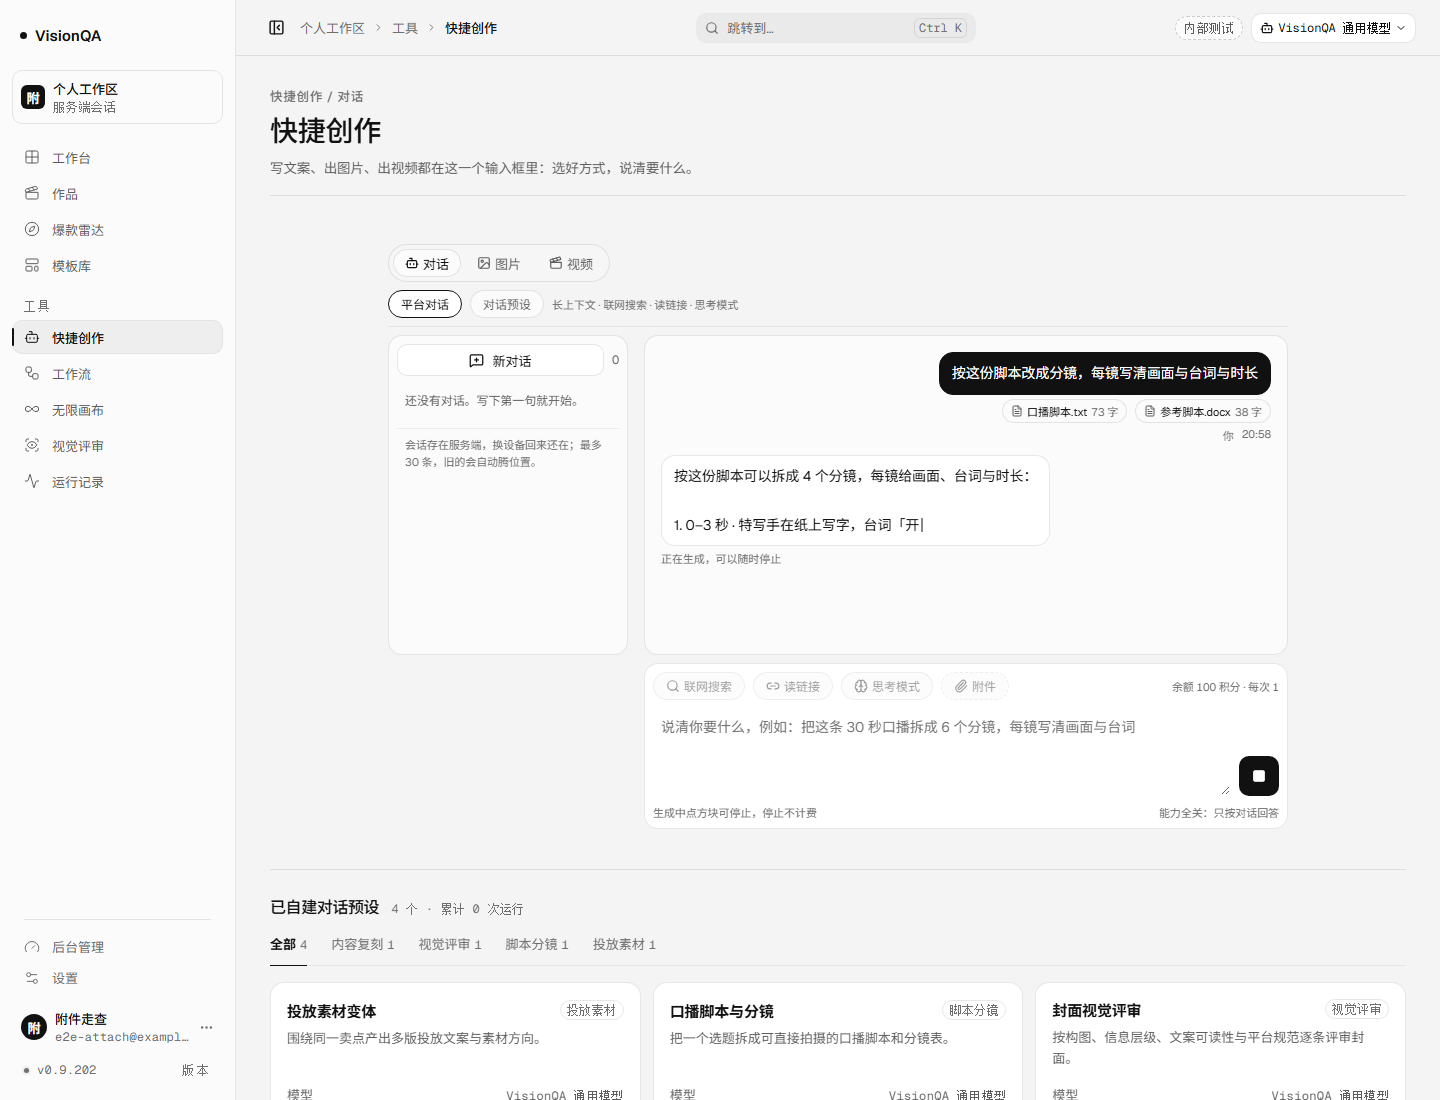 VisionQA
附 个人工作区
服务端会话
工作台
作品
爆款雷达
模板库
工具
快捷创作
工作流
无限画布
视觉评审
运行记录
后台管理
设置
附 附件走查
e2e-attach@exampl…
v0.9.202 版本
个人工作区 > 工具 > 快捷创作
跳转到… Ctrl K
内部测试
VisionQA 通用模型
快捷创作 / 对话
快捷创作
写文案、出图片、出视频都在这一个输入框里：选好方式，说清要什么。
对话 图片 视频
平台对话 对话预设 长上下文 · 联网搜索 · 读链接 · 思考模式
新对话 0
还没有对话。写下第一句就开始。
会话存在服务端，换设备回来还在；最多
30 条，旧的会自动腾位置。
按这份脚本改成分镜，每镜写清画面与台词与时长
口播脚本.txt 73 字 参考脚本.docx 38 字
你 20:58
按这份脚本可以拆成 4 个分镜，每镜给画面、台词与时长：
1. 0–3 秒 · 特写手在纸上写字，台词「开
正在生成，可以随时停止
联网搜索 读链接 思考模式 附件 余额 100 积分 · 每次 1
说清你要什么，例如：把这条 30 秒口播拆成 6 个分镜，每镜写清画面与台词
生成中点方块可停止，停止不计费 能力全关：只按对话回答
已自建对话预设 4 个 · 累计 0 次运行
全部 4 内容复刻 1 视觉评审 1 脚本分镜 1 投放素材 1
投放素材变体 投放素材
围绕同一卖点产出多版投放文案与素材方向。
模型 VisionQA 通用模型
口播脚本与分镜 脚本分镜
把一个选题拆成可直接拍摄的口播脚本和分镜表。
模型 VisionQA 通用模型
封面视觉评审 视觉评审
按构图、信息层级、文案可读性与平台规范逐条评审封
面。
模型 VisionQA 通用模型